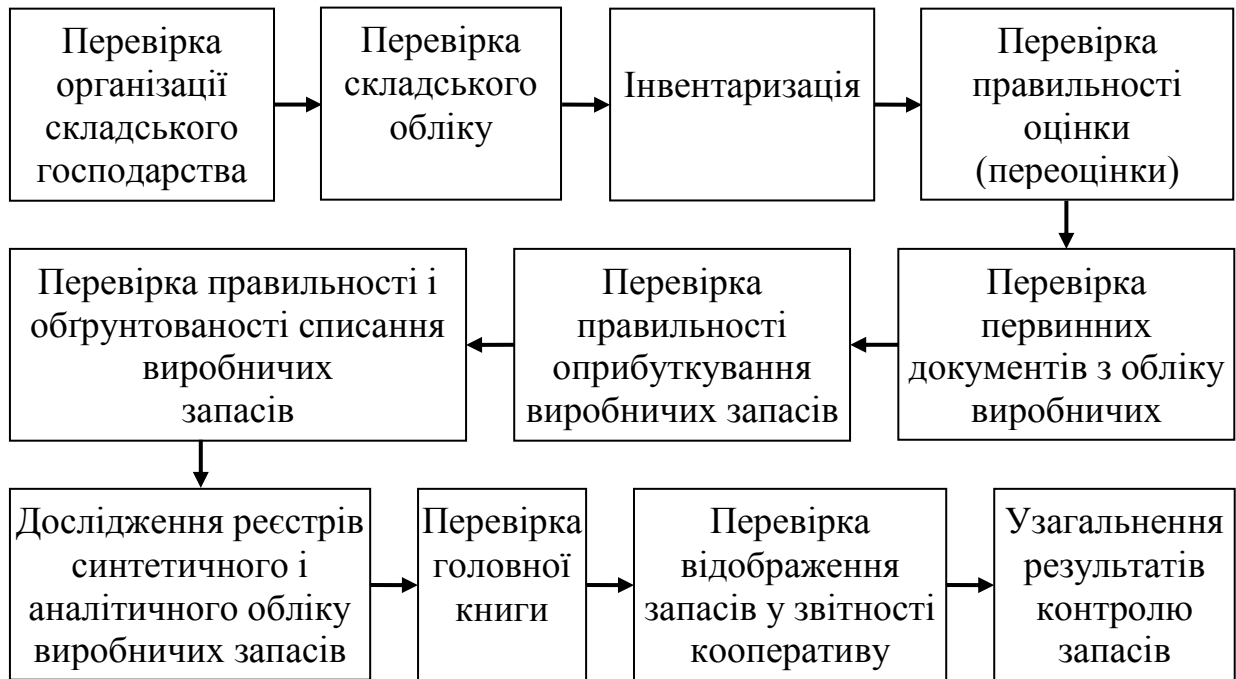 Перевірка
організації
складського
господарства
Перевірка
складського
обліку
Інвентаризація
Перевірка
правильності
оцінки
(переоцінки)
Перевірка
первинних
документів з обліку
виробничих
Перевірка
правильності
оприбуткування
виробничих запасів
Перевірка правильності і
обґрунтованості списання
виробничих
запасів
Дослідження реєстрів
синтетичного і
аналітичного обліку
виробничих запасів
Перевірка
головної
книги
Перевірка
відображення
запасів у звітності
кооперативу
Узагальнення
результатів
контролю
запасів